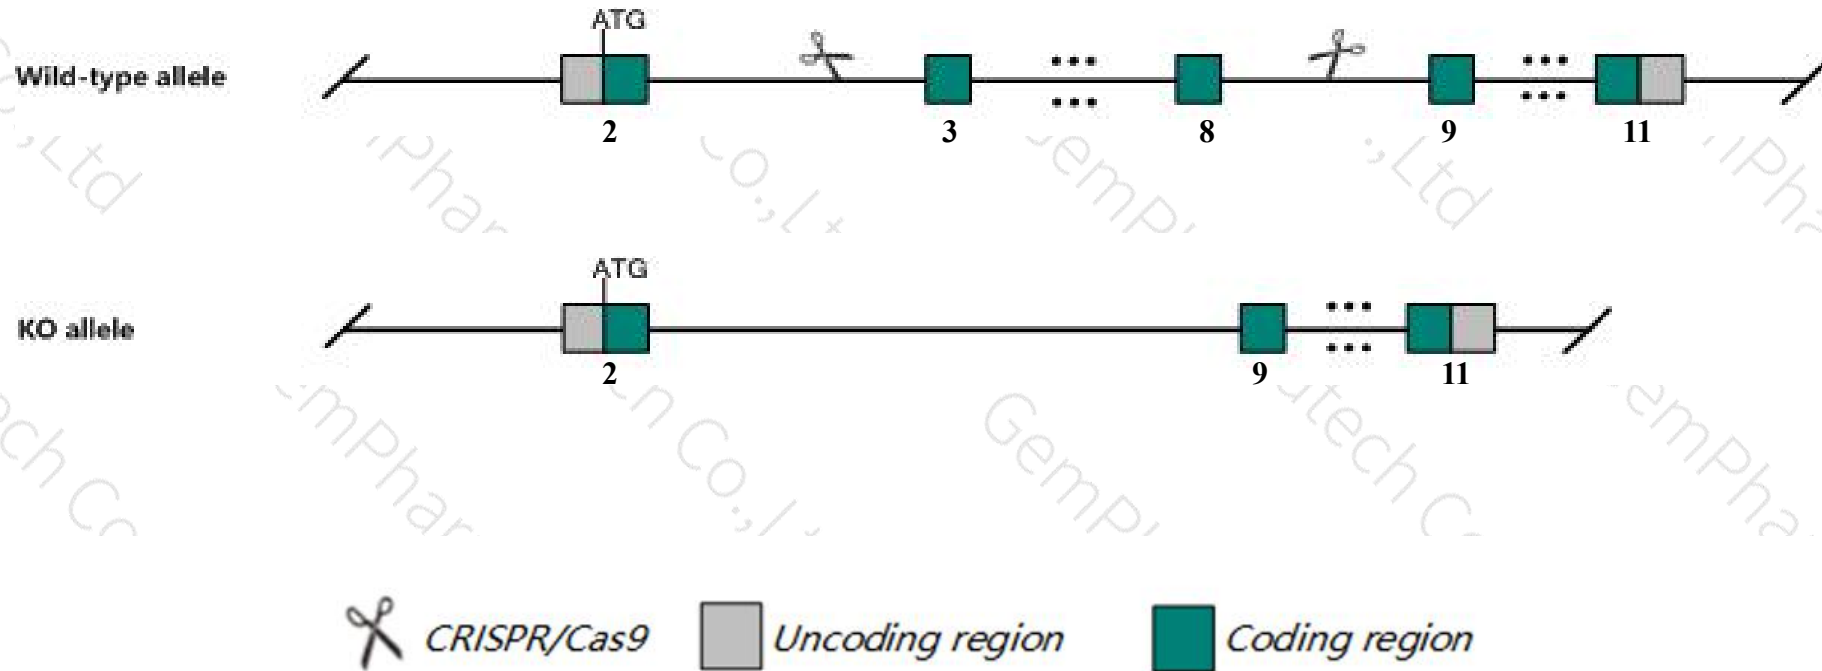 ATG
Wild-type allele
2 3 8 9 11
ATG
KO allele
2 9 11
CRISPR/Cas9 Uncoding region Coding region
GemPh